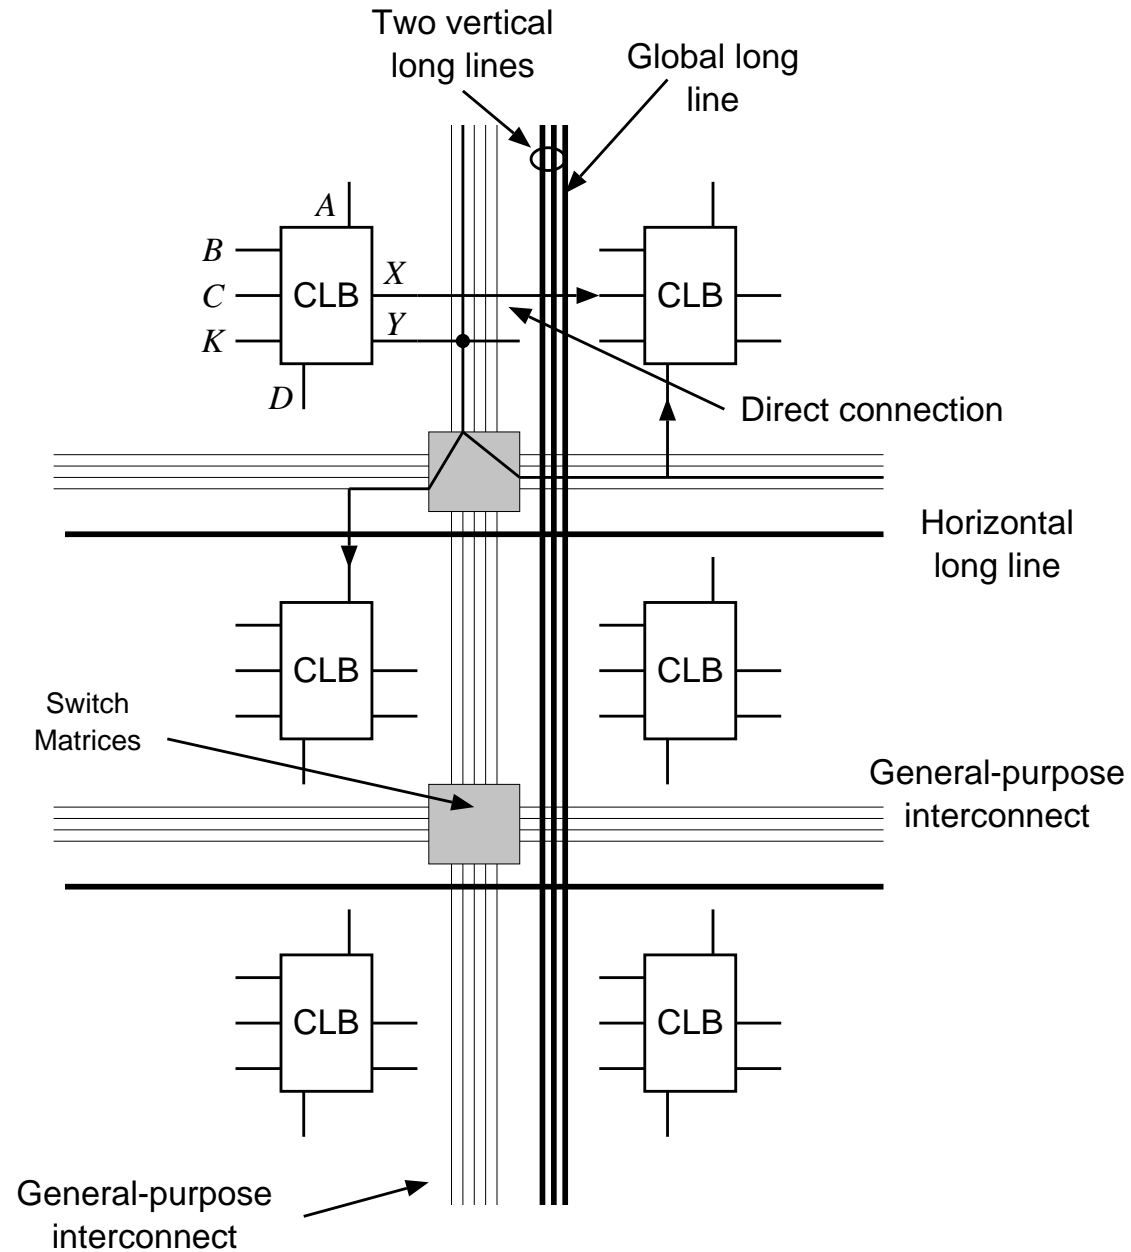 Two vertical
long lines
Global long
line
A
B
X
C
CLB
CLB
Y
K
D
Direct connection
Horizontal
long line
CLB
CLB
Switch
Matrices
General-purpose
interconnect
CLB
CLB
General-purpose
interconnect